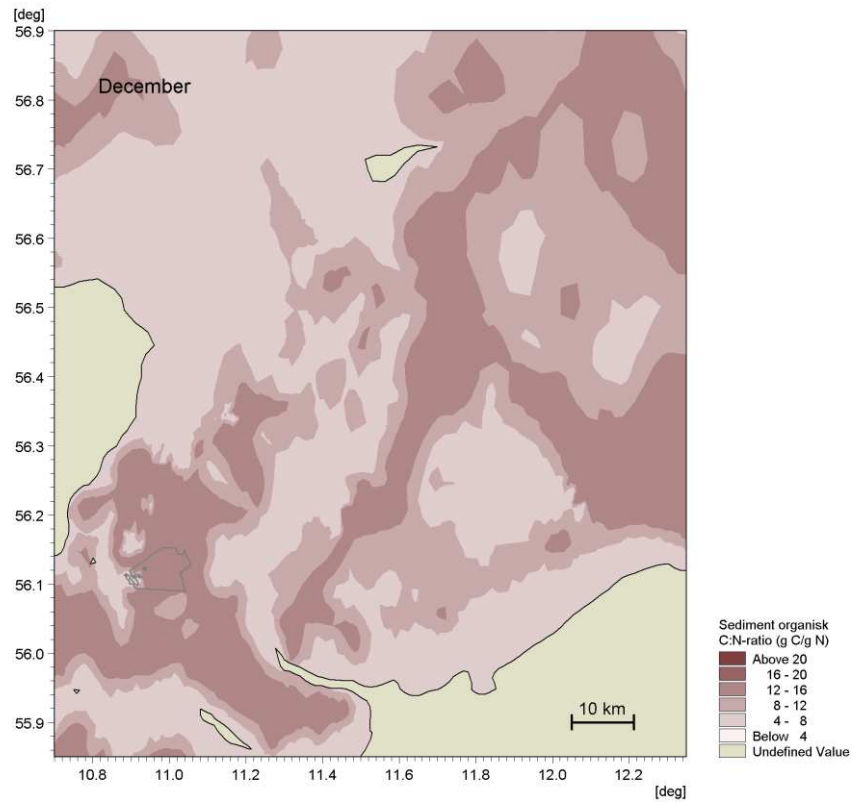 [deg]
56.9
December
56.8
56.7
56.6
56.5
56.4
56.3
56.2
56.1
56.0
55.9
10 km
10.8 11.0 11.2 11.4 11.6 11.8 12.0 12.2
[deg]
Sediment organisk
C:N-ratio (g C/g N)
Above 20
16 - 20
12 - 16
8 - 12
4 - 8
Below 4
Undefined Value